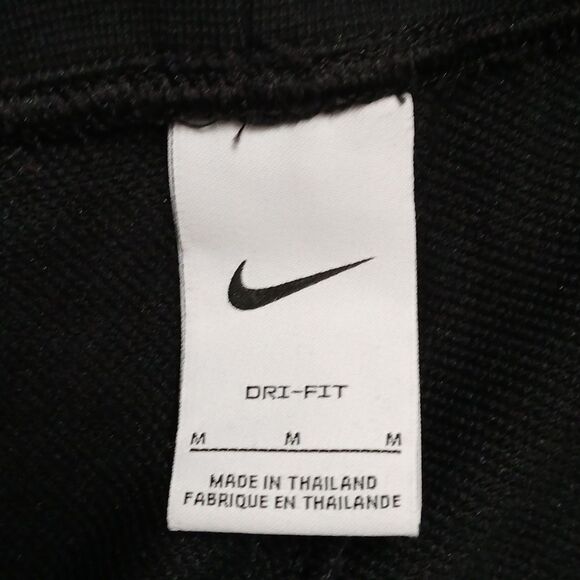 DRI-FIT
M M M
MADE IN THAILAND
FABRIQUE EN THAILANDE